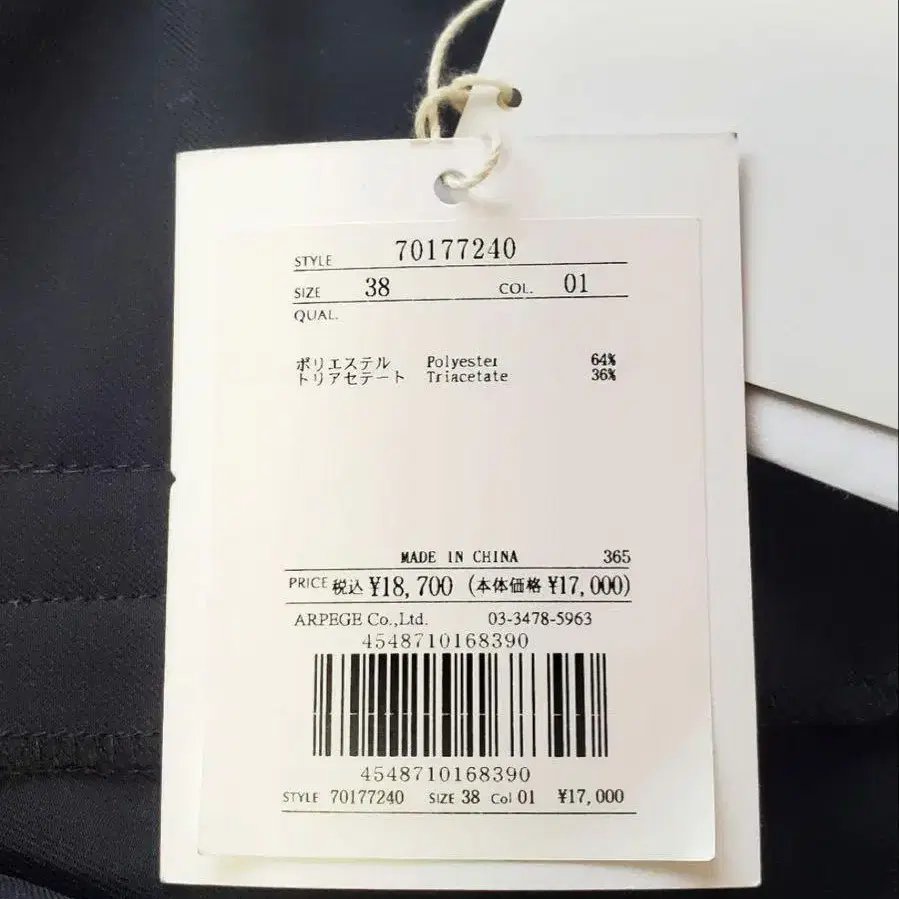 STYLE 70177240
SIZE 38 COL. 01
QUAL.
ポリエステル Polyester 64%
トリアセテート Triacetate 36%
MADE IN CHINA 365
PRICE 税込 ¥18,700 (本体価格 ¥17,000)
ARPEGE Co.,Ltd. 03-3478-5963
4548710168390
4548710168390
STYLE 70177240 SIZE 38 Col 01 ¥17,000